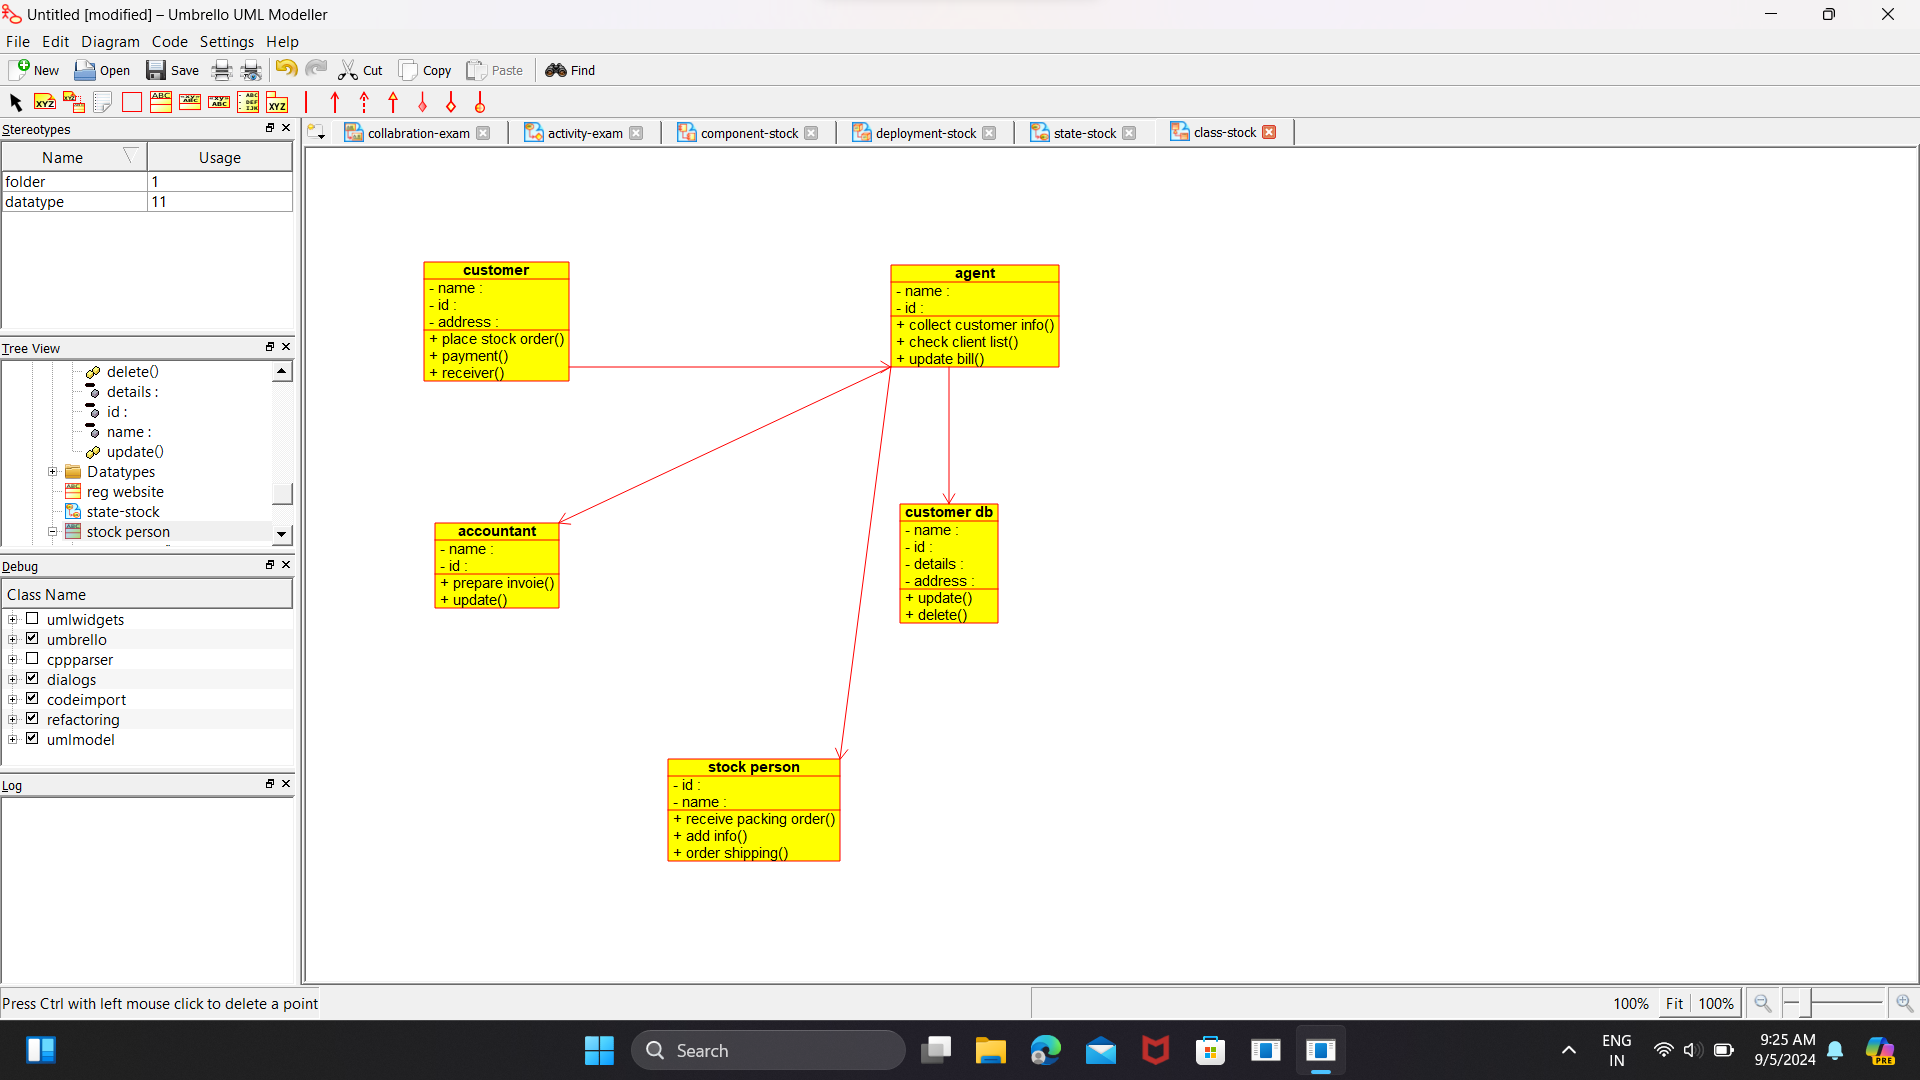 Untitled [modified] – Umbrello UML Modeller
File Edit Diagram Code Settings Help
New Open Save Cut Copy Paste Find
Stereotypes
Name Usage
folder 1
datatype 11
Tree View
delete()
details :
id :
name :
update()
Datatypes
reg website
state-stock
stock person
Debug
Class Name
umlwidgets
umbrello
cppparser
dialogs
codeimport
refactoring
umlmodel
Log
collabration-exam activity-exam component-stock deployment-stock state-stock class-stock
customer
- name :
- id :
- address :
+ place stock order()
+ payment()
+ receiver()
agent
- name :
- id :
+ collect customer info()
+ check client list()
+ update bill()
accountant
- name :
- id :
+ prepare invoie()
+ update()
customer db
- name :
- id :
- details :
- address :
+ update()
+ delete()
stock person
- id :
- name :
+ receive packing order()
+ add info()
+ order shipping()
Press Ctrl with left mouse click to delete a point
100% Fit 100%
Search
ENG
IN
9:25 AM
9/5/2024
PRE